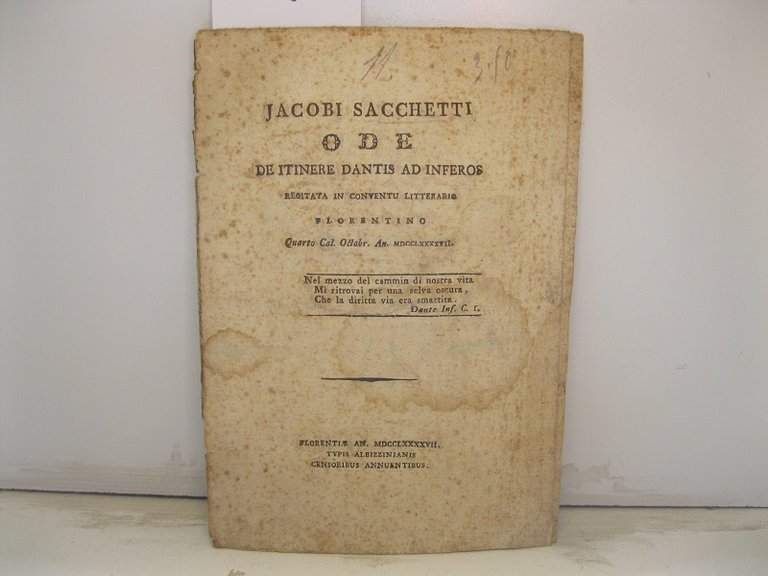 11. 3.50
JACOBI SACCHETTI
ODE
DE ITINERE DANTIS AD INFEROS
RECITATA IN CONVENTU LITTERARIO
FLORENTINO
Quarto Cal. Octobr. An. MDCCLXXXXVII.
Nel mezzo del cammin di nostra vita
Mi ritrovai per una selva oscura,
Che la diritta via era smarrita.
Dante Inf. C. I.
FLORENTIÆ AN. MDCCLXXXXVII.
TYPIS ALBIZZINIANIS
CENSORIBUS ANNUENTIBUS.